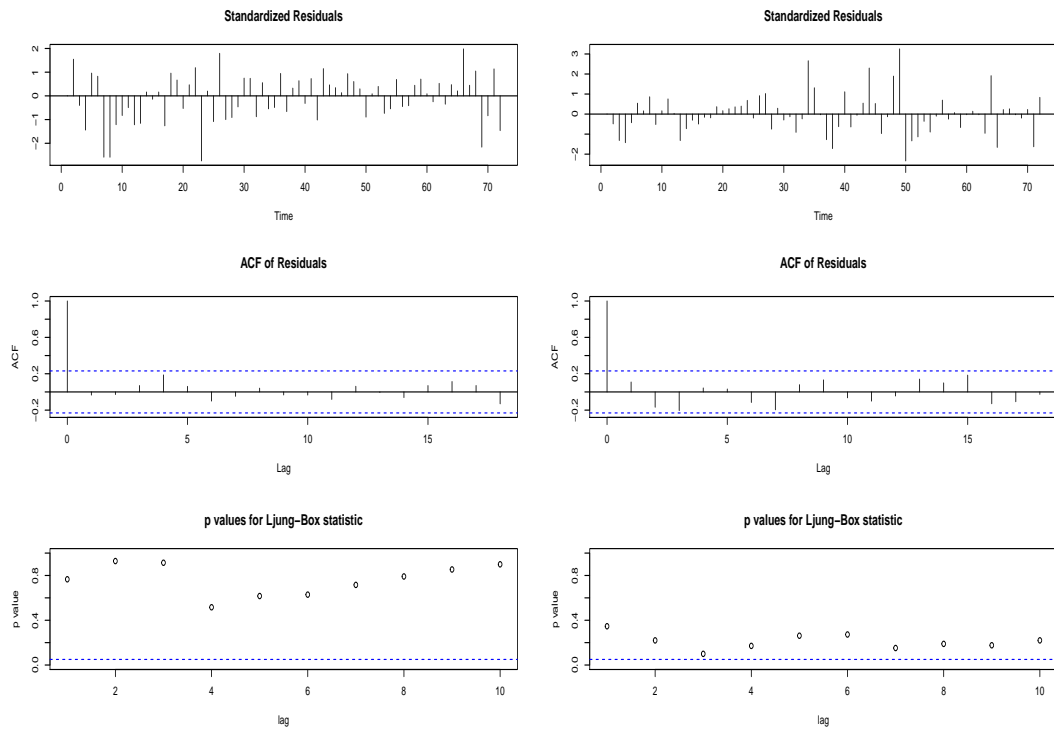 Standardized Residuals
2
1
0
−1
−2
0 10 20 30 40 50 60 70
Time
ACF of Residuals
1.0
0.6
0.2
−0.2
ACF
0 5 10 15
Lag
p values for Ljung−Box statistic
0.8
0.4
0.0
p value
2 4 6 8 10
lag
Standardized Residuals
3
2
1
0
−2
0 10 20 30 40 50 60 70
Time
ACF of Residuals
1.0
0.6
0.2
−0.2
ACF
0 5 10 15
Lag
p values for Ljung−Box statistic
0.8
0.4
0.0
p value
2 4 6 8 10
lag